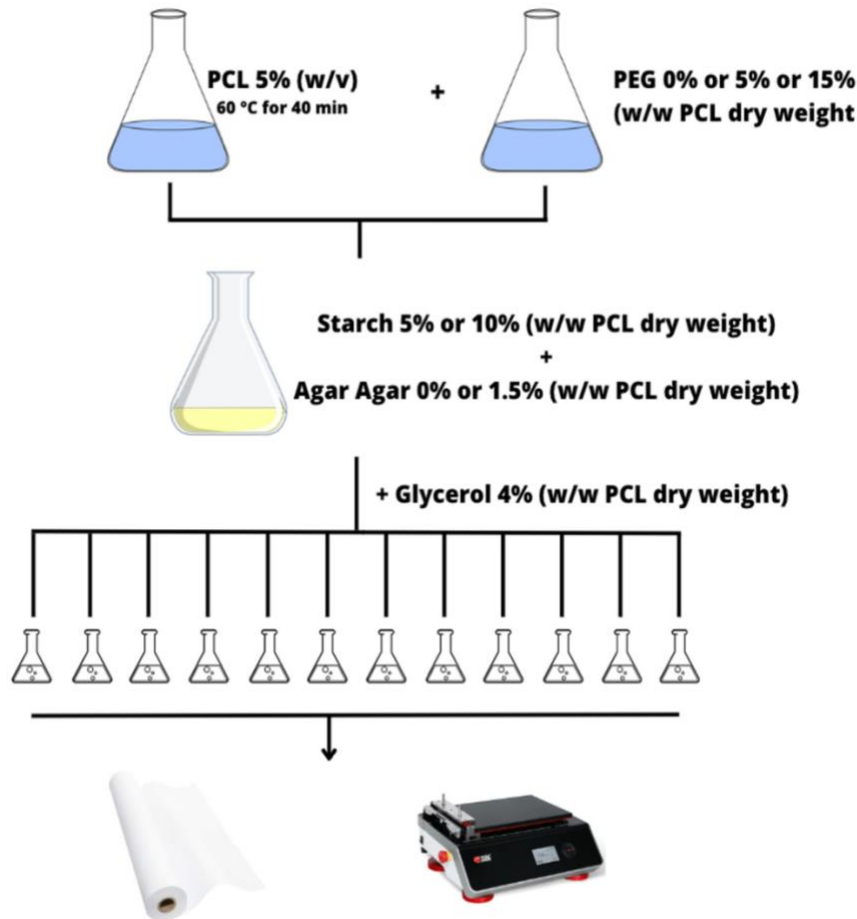 PCL 5% (w/v)
60 °C for 40 min
+
PEG 0% or 5% or 15%
(w/w PCL dry weight
Starch 5% or 10% (w/w PCL dry weight)
+
Agar Agar 0% or 1.5% (w/w PCL dry weight)
+ Glycerol 4% (w/w PCL dry weight)